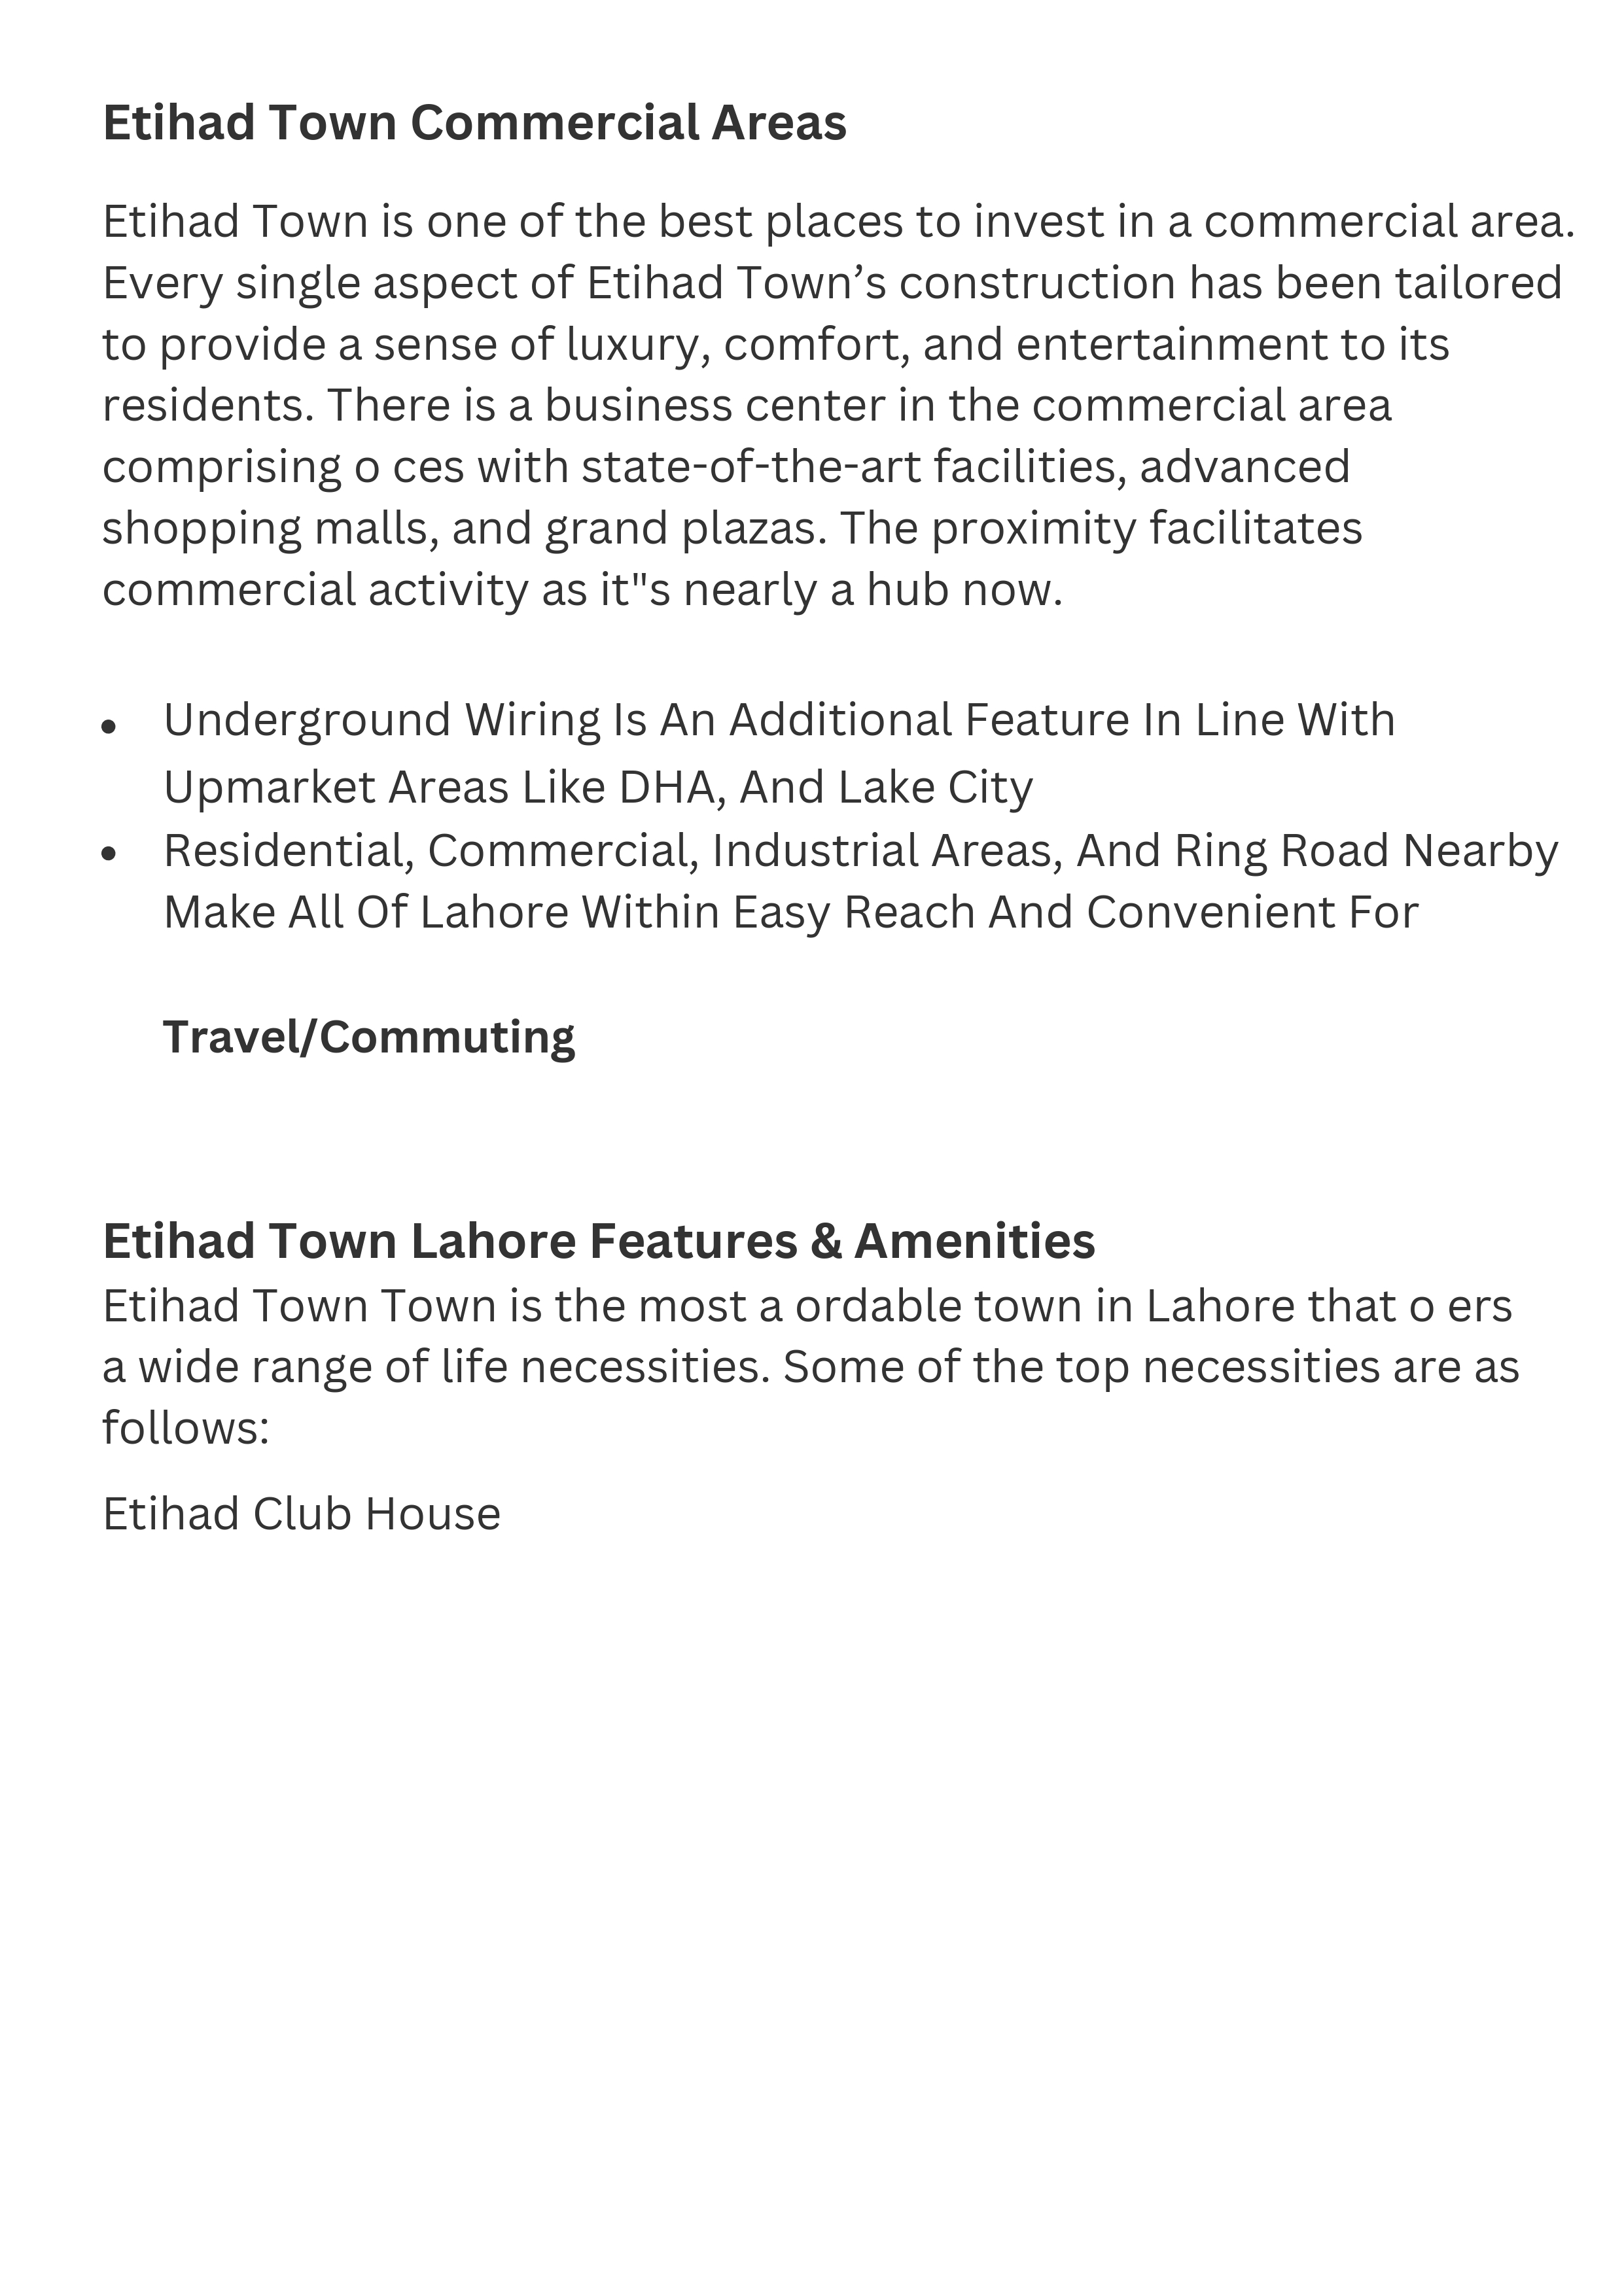 Etihad Town Commercial Areas
Etihad Town is one of the best places to invest in a commercial area.
Every single aspect of Etihad Town’s construction has been tailored
to provide a sense of luxury, comfort, and entertainment to its
residents. There is a business center in the commercial area
comprising o ces with state-of-the-art facilities, advanced
shopping malls, and grand plazas. The proximity facilitates
commercial activity as it"s nearly a hub now.
• Underground Wiring Is An Additional Feature In Line With
Upmarket Areas Like DHA, And Lake City
• Residential, Commercial, Industrial Areas, And Ring Road Nearby
Make All Of Lahore Within Easy Reach And Convenient For
Travel/Commuting
Etihad Town Lahore Features & Amenities
Etihad Town Town is the most a ordable town in Lahore that o ers
a wide range of life necessities. Some of the top necessities are as
follows:
Etihad Club House